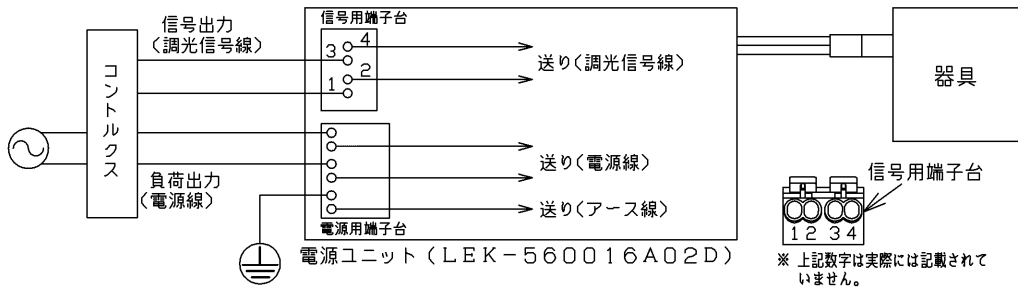 信号出力
(調光信号線)
コントルクス
負荷出力
(電源線)
信号用端子台
4
3
2
1
送り(調光信号線)
送り(電源線)
送り(アース線)
電源用端子台
電源ユニット(LEK-560016A02D)
器具
信号用端子台
12 34
※ 上記数字は実際には記載されて
いません。